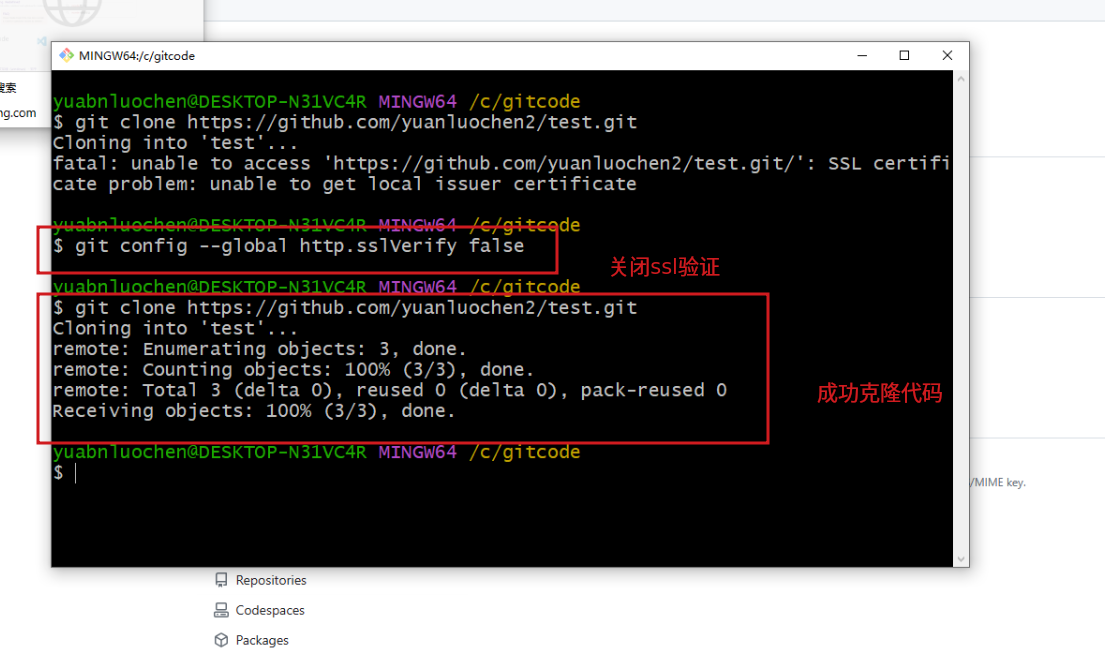 搜索
ng.com
MINGW64:/c/gitcode
yuabnluochen@DESKTOP-N31VC4R MINGW64 /c/gitcode
$ git clone https://github.com/yuanluochen2/test.git
Cloning into 'test'...
fatal: unable to access 'https://github.com/yuanluochen2/test.git/': SSL certifi
cate problem: unable to get local issuer certificate
yuabnluochen@DESKTOP-N31VC4R MINGW64 /c/gitcode
$ git config --global http.sslVerify false
关闭ssl验证
yuabnluochen@DESKTOP-N31VC4R MINGW64 /c/gitcode
$ git clone https://github.com/yuanluochen2/test.git
Cloning into 'test'...
remote: Enumerating objects: 3, done.
remote: Counting objects: 100% (3/3), done.
remote: Total 3 (delta 0), reused 0 (delta 0), pack-reused 0
Receiving objects: 100% (3/3), done.
成功克隆代码
yuabnluochen@DESKTOP-N31VC4R MINGW64 /c/gitcode
$
/MIME key.
Repositories
Codespaces
Packages